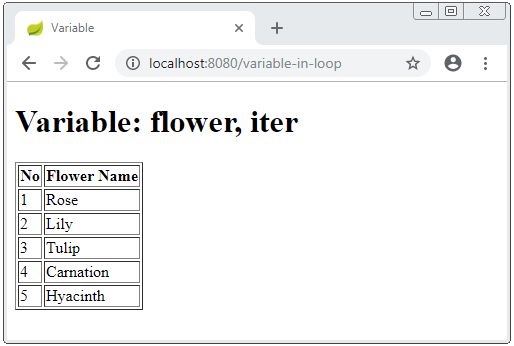 Variable
localhost:8080/variable-in-loop
Variable: flower, iter
No Flower Name
1 Rose
2 Lily
3 Tulip
4 Carnation
5 Hyacinth